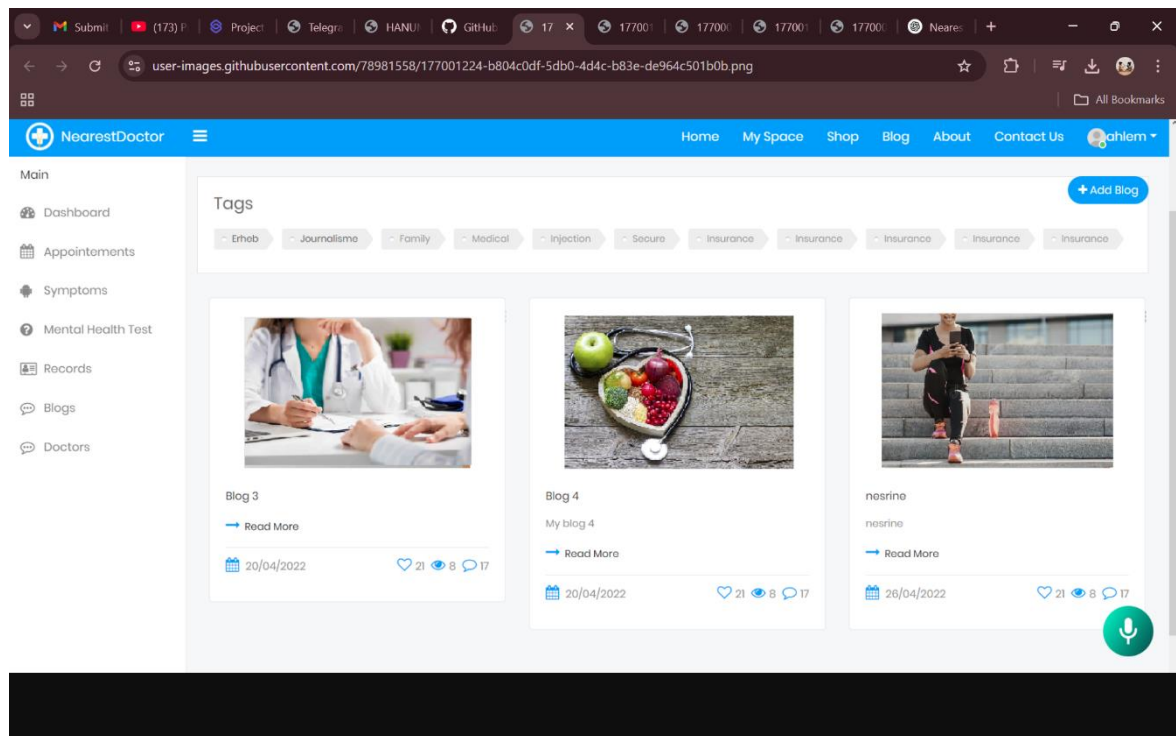 Submit (173) P Project Telegra HANU GitHub 17 17700 17700 17700 17700 Neares
user-images.githubusercontent.com/78981558/177001224-b804c0df-5db0-4d4c-b83e-de964c501b0b.png
All Bookmarks
NearestDoctor Home My Space Shop Blog About Contact Us ahlem
Main
+ Add Blog
Tags
Dashboard
Erheb Journalisme Family Medical Injection Secure Insurance Insurance Insurance Insurance Insurance
Appointements
Symptoms
Mental Health Test
Records
Blogs
Doctors
Blog 3
Read More
20/04/2022 21 8 17
Blog 4
My blog 4
Read More
20/04/2022 21 8 17
nesrine
nesrine
Read More
26/04/2022 21 8 17